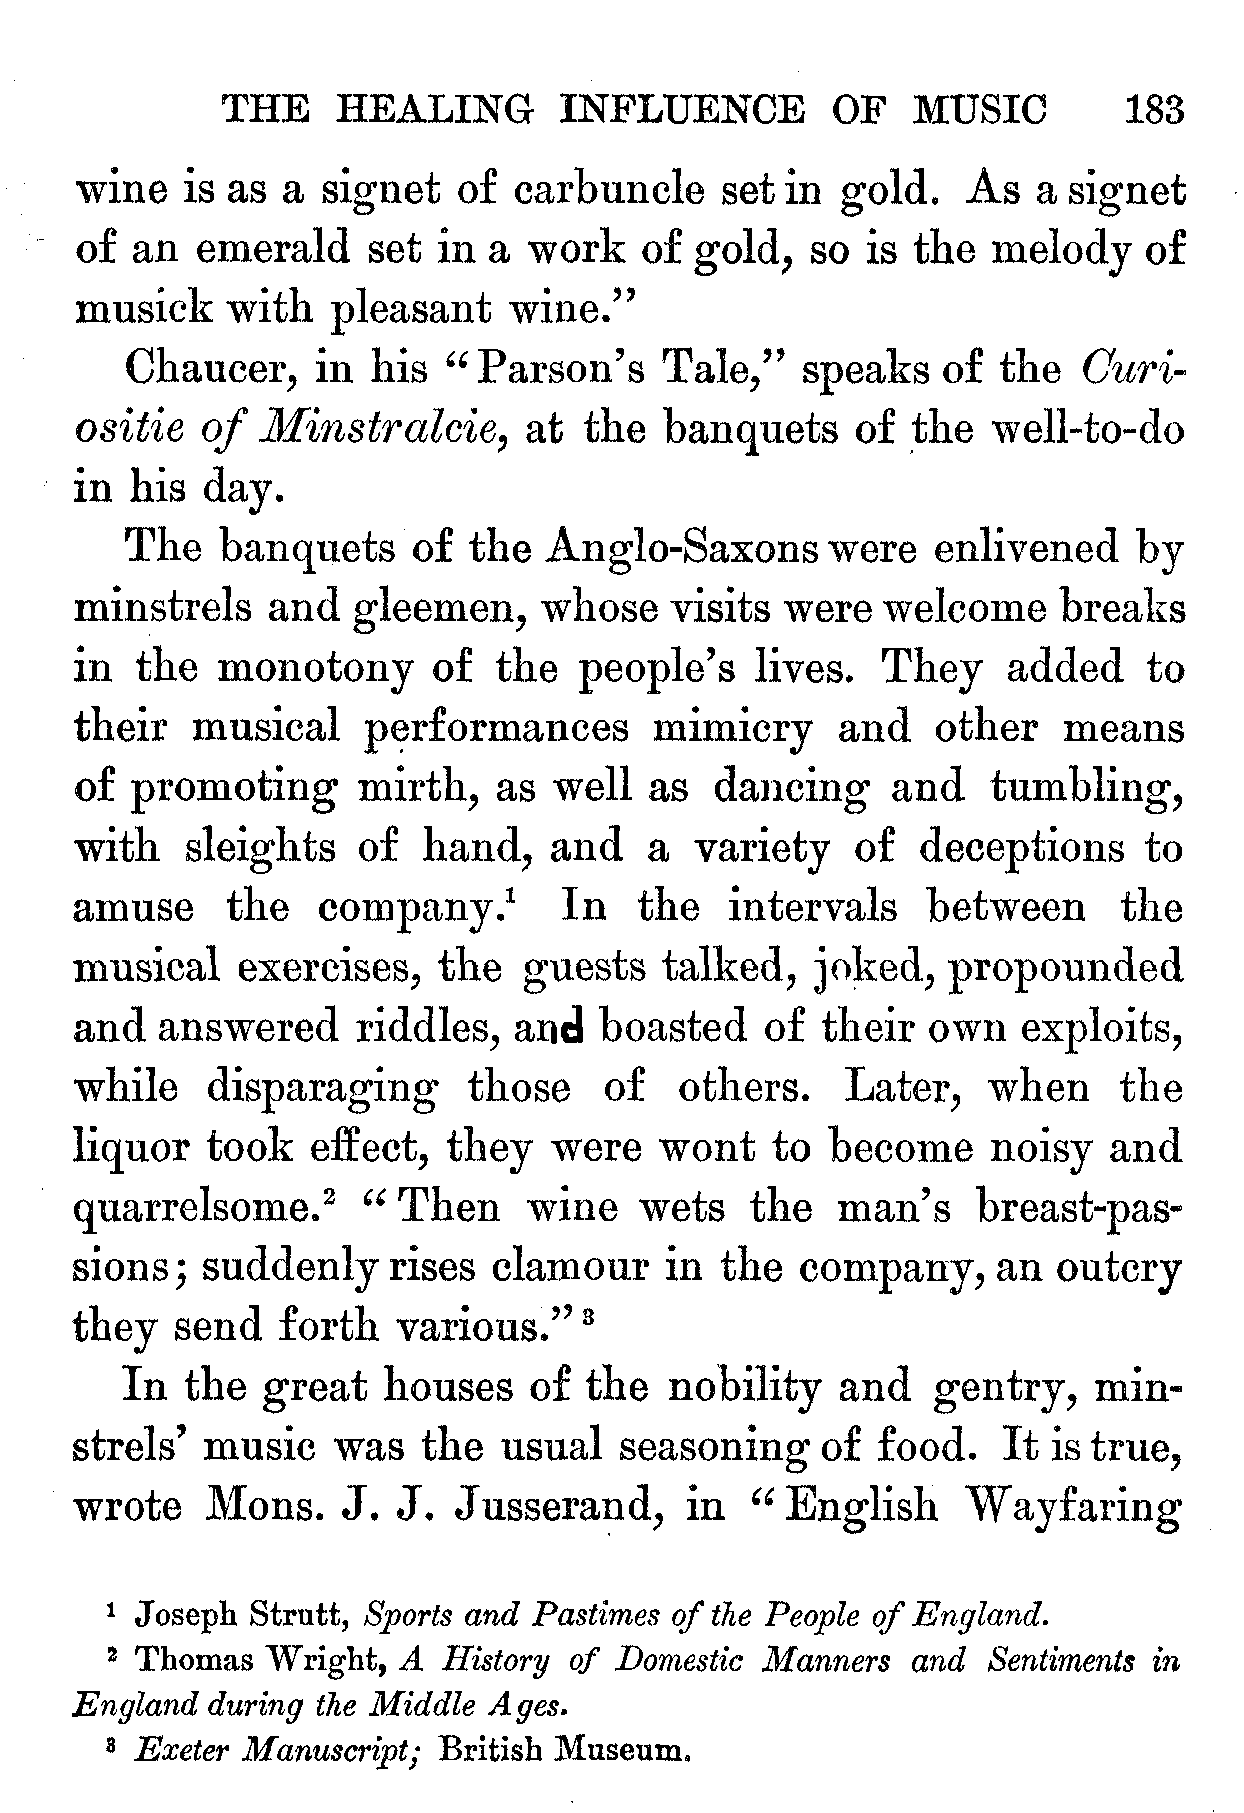 THE HEALING INFLUENCE OF MUSIC 183
wine is as a signet of carbuncle set in gold. As a signet
of an emerald set in a work of gold, so is the melody of
musick with pleasant wine.”
Chaucer, in his “Parson’s Tale,” speaks of the Curi-
ositie of Minstralcie, at the banquets of the well-to-do
in his day.
The banquets of the Anglo-Saxons were enlivened by
minstrels and gleemen, whose visits were welcome breaks
in the monotony of the people’s lives. They added to
their musical performances mimicry and other means
of promoting mirth, as well as dancing and tumbling,
with sleights of hand, and a variety of deceptions to
amuse the company.¹ In the intervals between the
musical exercises, the guests talked, joked, propounded
and answered riddles, and boasted of their own exploits,
while disparaging those of others. Later, when the
liquor took effect, they were wont to become noisy and
quarrelsome.² “Then wine wets the man’s breast-pas-
sions; suddenly rises clamour in the company, an outcry
they send forth various.”³
In the great houses of the nobility and gentry, min-
strels’ music was the usual seasoning of food. It is true,
wrote Mons. J. J. Jusserand, in “English Wayfaring
¹ Joseph Strutt, Sports and Pastimes of the People of England.
² Thomas Wright, A History of Domestic Manners and Sentiments in
England during the Middle Ages.
³ Exeter Manuscript; British Museum.